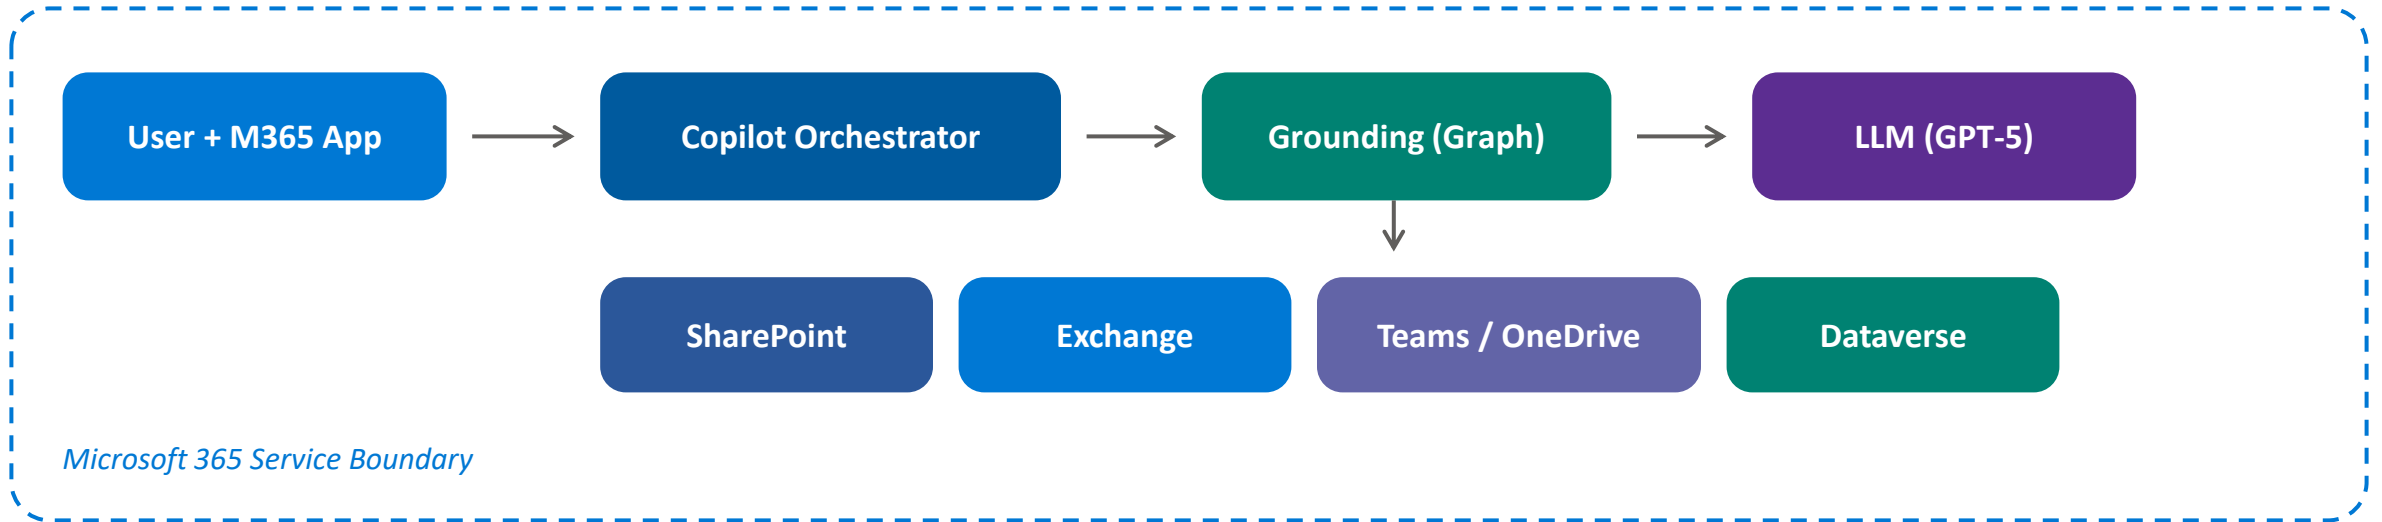 User + M365 App
Copilot Orchestrator
Grounding (Graph)
LLM (GPT-5)
SharePoint
Exchange
Teams / OneDrive
Dataverse
Microsoft 365 Service Boundary